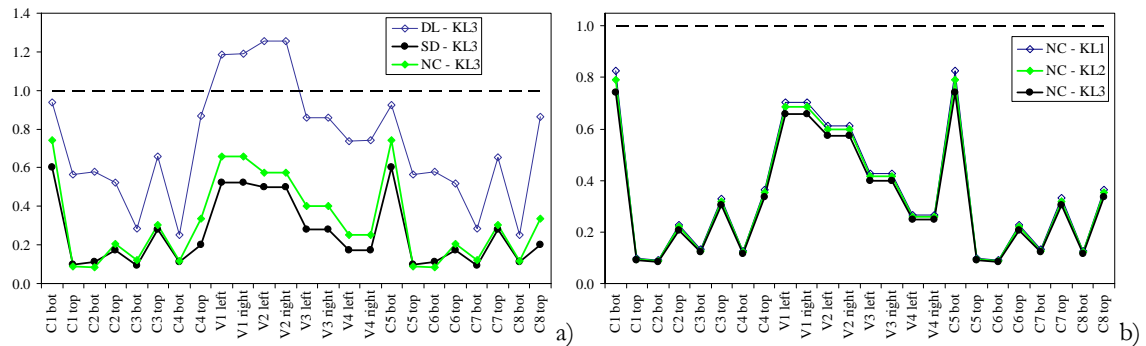 1.4
1.2
1.0
0.8
0.6
0.4
0.2
0.0
DL - KL3
SD - KL3
NC - KL3
C1 bot
C1 top
C2 bot
C2 top
C3 bot
C3 top
C4 bot
C4 top
V1 left
V1 right
V2 left
V2 right
V3 left
V3 right
V4 left
V4 right
C5 bot
C5 top
C6 bot
C6 top
C7 bot
C7 top
C8 bot
C8 top
a)
1.0
0.8
0.6
0.4
0.2
0.0
NC - KL1
NC - KL2
NC - KL3
C1 bot
C1 top
C2 bot
C2 top
C3 bot
C3 top
C4 bot
C4 top
V1 left
V1 right
V2 left
V2 right
V3 left
V3 right
V4 left
V4 right
C5 bot
C5 top
C6 bot
C6 top
C7 bot
C7 top
C8 bot
C8 top
b)